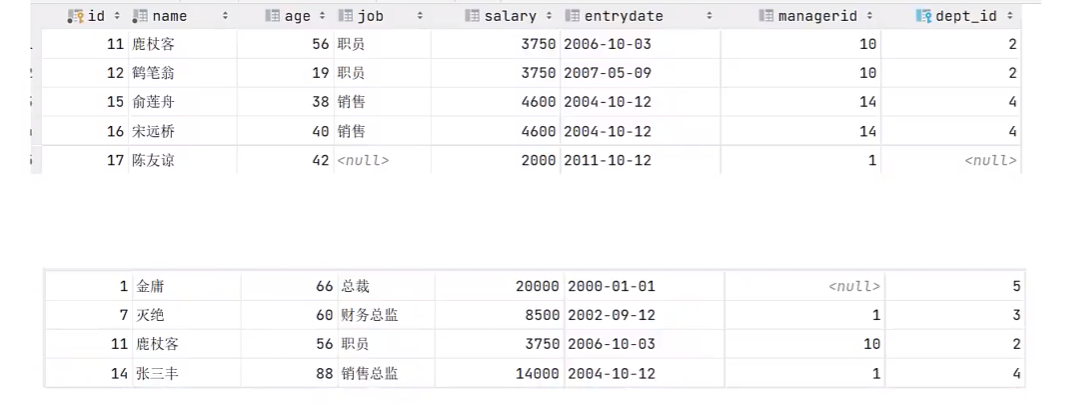 id name age job salary entrydate managerid dept_id
11 鹿杖客 56 职员 3750 2006-10-03 10 2
12 鹤笔翁 19 职员 3750 2007-05-09 10 2
15 俞莲舟 38 销售 4600 2004-10-12 14 4
16 宋远桥 40 销售 4600 2004-10-12 14 4
17 陈友谅 42 <null> 2000 2011-10-12 1 <null>
1 金庸 66 总裁 20000 2000-01-01 <null> 5
7 灭绝 60 财务总监 8500 2002-09-12 1 3
11 鹿杖客 56 职员 3750 2006-10-03 10 2
14 张三丰 88 销售总监 14000 2004-10-12 1 4